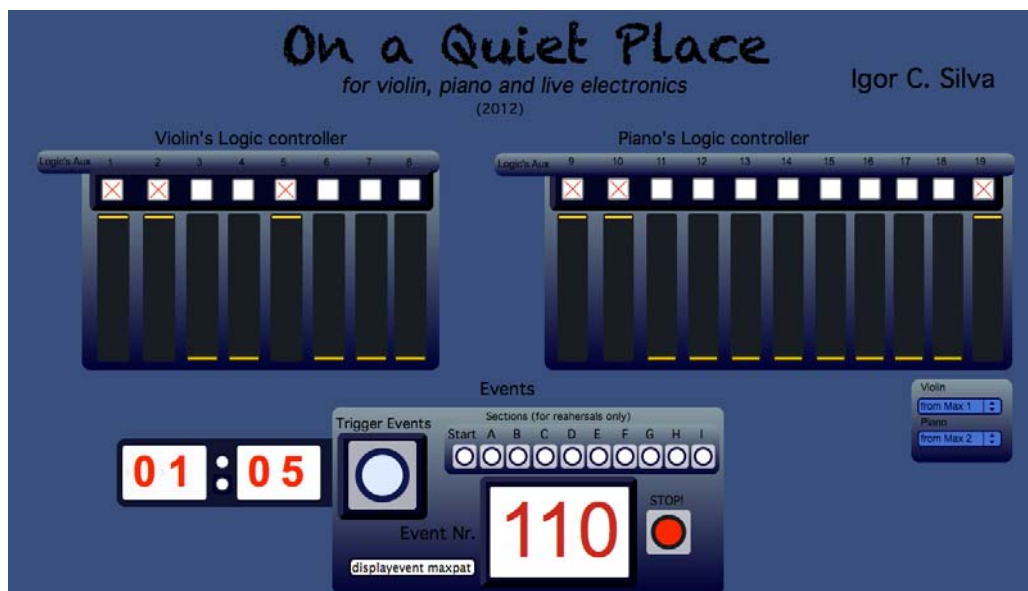 On a Quiet Place
for violin, piano and live electronics
Igor C. Silva
(2012)
Violin's Logic controller
Piano's Logic controller
Logic's Aux 1 2 3 4 5 6 7 8
Logic's Aux 9 10 11 12 13 14 15 16 17 18 19
Events
Violin
from Max 1
Piano
from Max 2
Trigger Events
Sections (for reahersals only)
Start A B C D E F G H I
01:05
STOP!
Event Nr.
110
displayevent maxpat